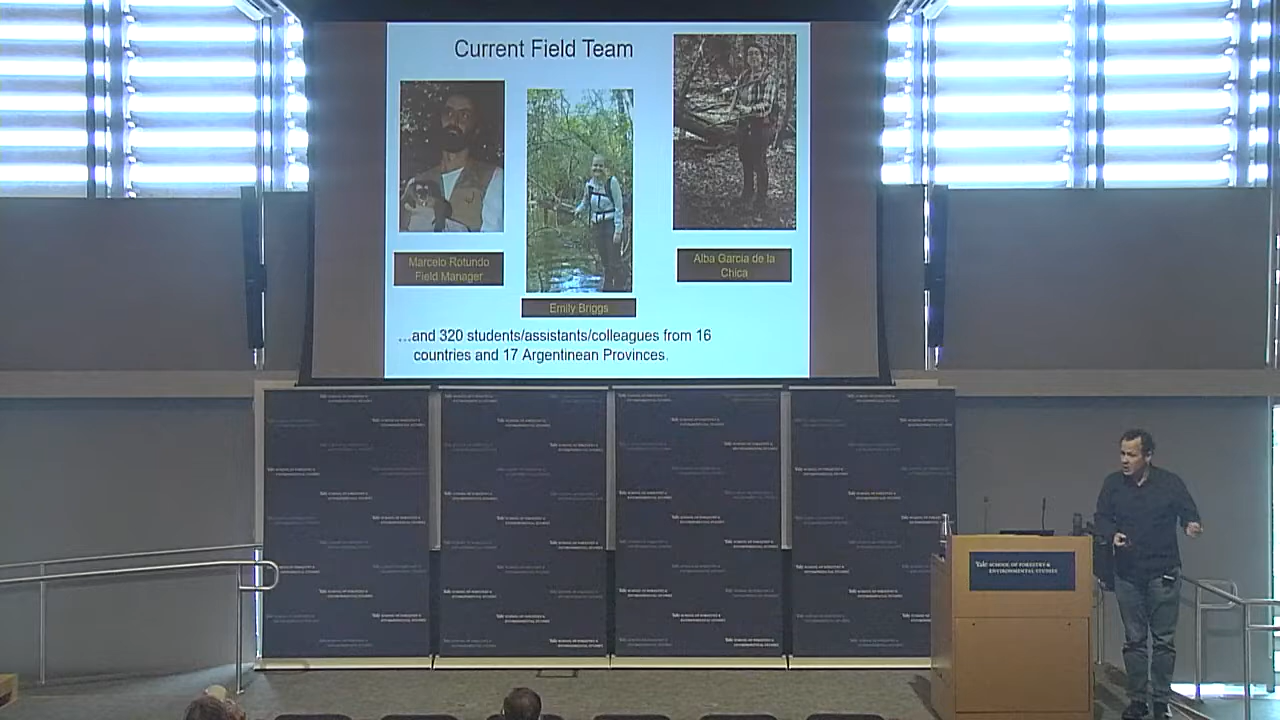 Current Field Team
Marcelo Rotundo
Field Manager
Emily Briggs
Alba Garcia de la
Chica
...and 320 students/assistants/colleagues from 16
countries and 17 Argentinean Provinces.
Yale SCHOOL OF FORESTRY &
ENVIRONMENTAL STUDIES